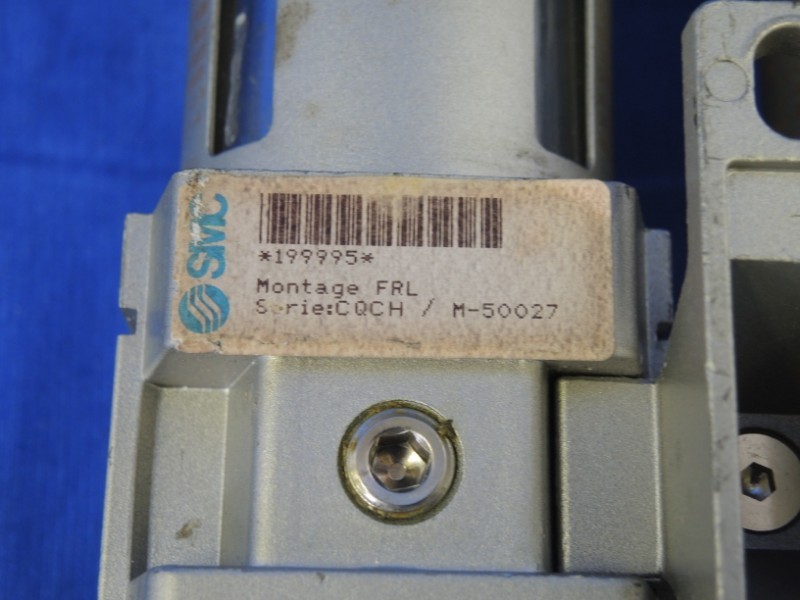 SMC
*199995*
Montage FRL
Serie:CQCH / M-50027